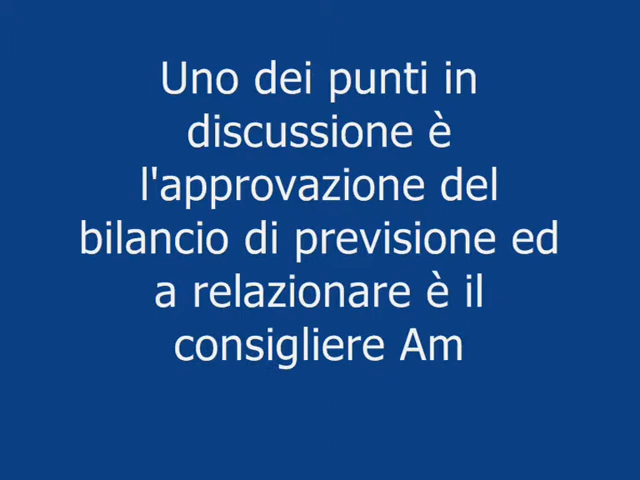 Uno dei punti in
discussione è
l'approvazione del
bilancio di previsione ed
a relazionare è il
consigliere Am